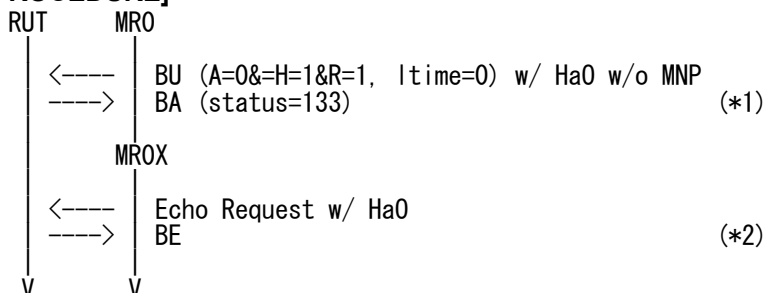 RUT MR0
<---- BU (A=0&=H=1&R=1, ltime=0) w/ HaO w/o MNP
----> BA (status=133) (*1)
MR0X
<---- Echo Request w/ HaO
----> BE (*2)
V V